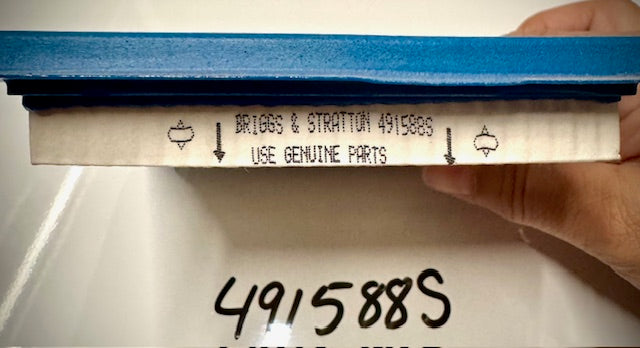 BRIGGS & STRATTON 491588S
USE GENUINE PARTS
491588S